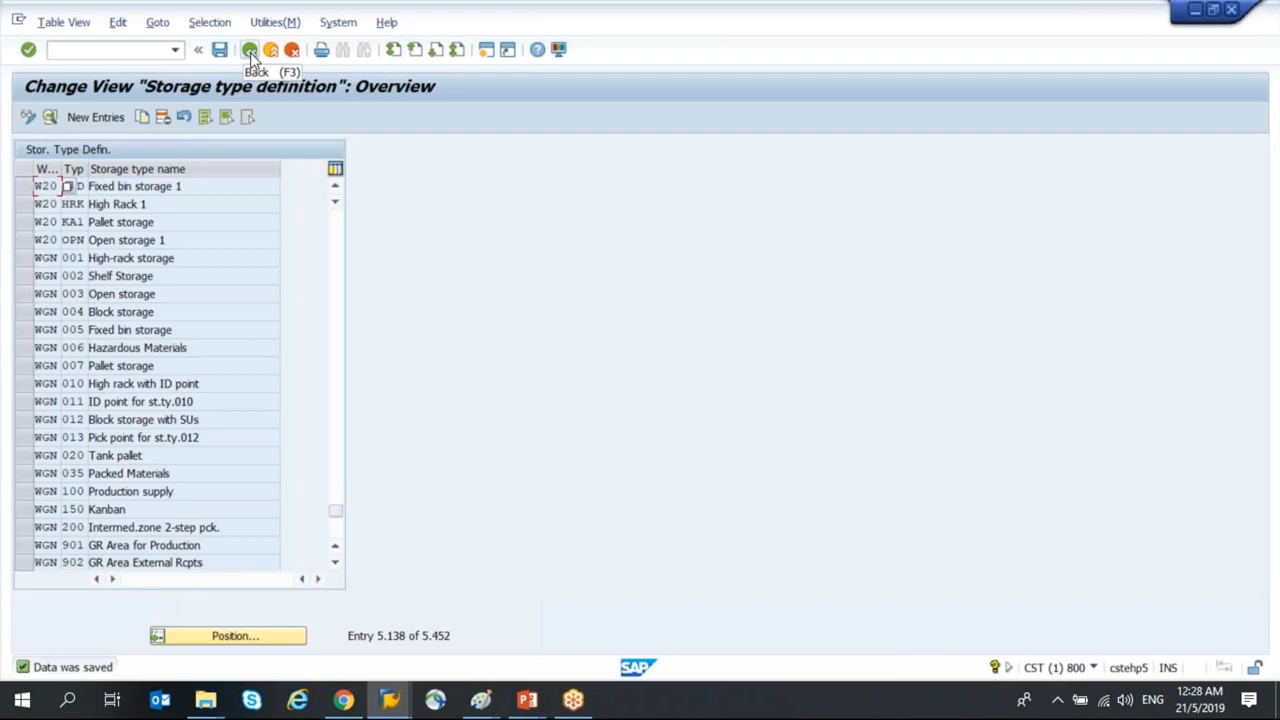 Table View Edit Goto Selection Utilities(M) System Help
Back (F3)
Change View "Storage type definition": Overview
New Entries
Stor. Type Defin.
W... Typ Storage type name
W20 D Fixed bin storage 1
W20 HRK High Rack 1
W20 KA1 Pallet storage
W20 OPN Open storage 1
WGN 001 High-rack storage
WGN 002 Shelf Storage
WGN 003 Open storage
WGN 004 Block storage
WGN 005 Fixed bin storage
WGN 006 Hazardous Materials
WGN 007 Pallet storage
WGN 010 High rack with ID point
WGN 011 ID point for st.ty.010
WGN 012 Block storage with SUs
WGN 013 Pick point for st.ty.012
WGN 020 Tank pallet
WGN 035 Packed Materials
WGN 100 Production supply
WGN 150 Kanban
WGN 200 Intermed.zone 2-step pck.
WGN 901 GR Area for Production
WGN 902 GR Area External Rcpts
Position... Entry 5.138 of 5.452
Data was saved SAP CST (1) 800 cstehp5 INS
ENG 12:28 AM
21/5/2019